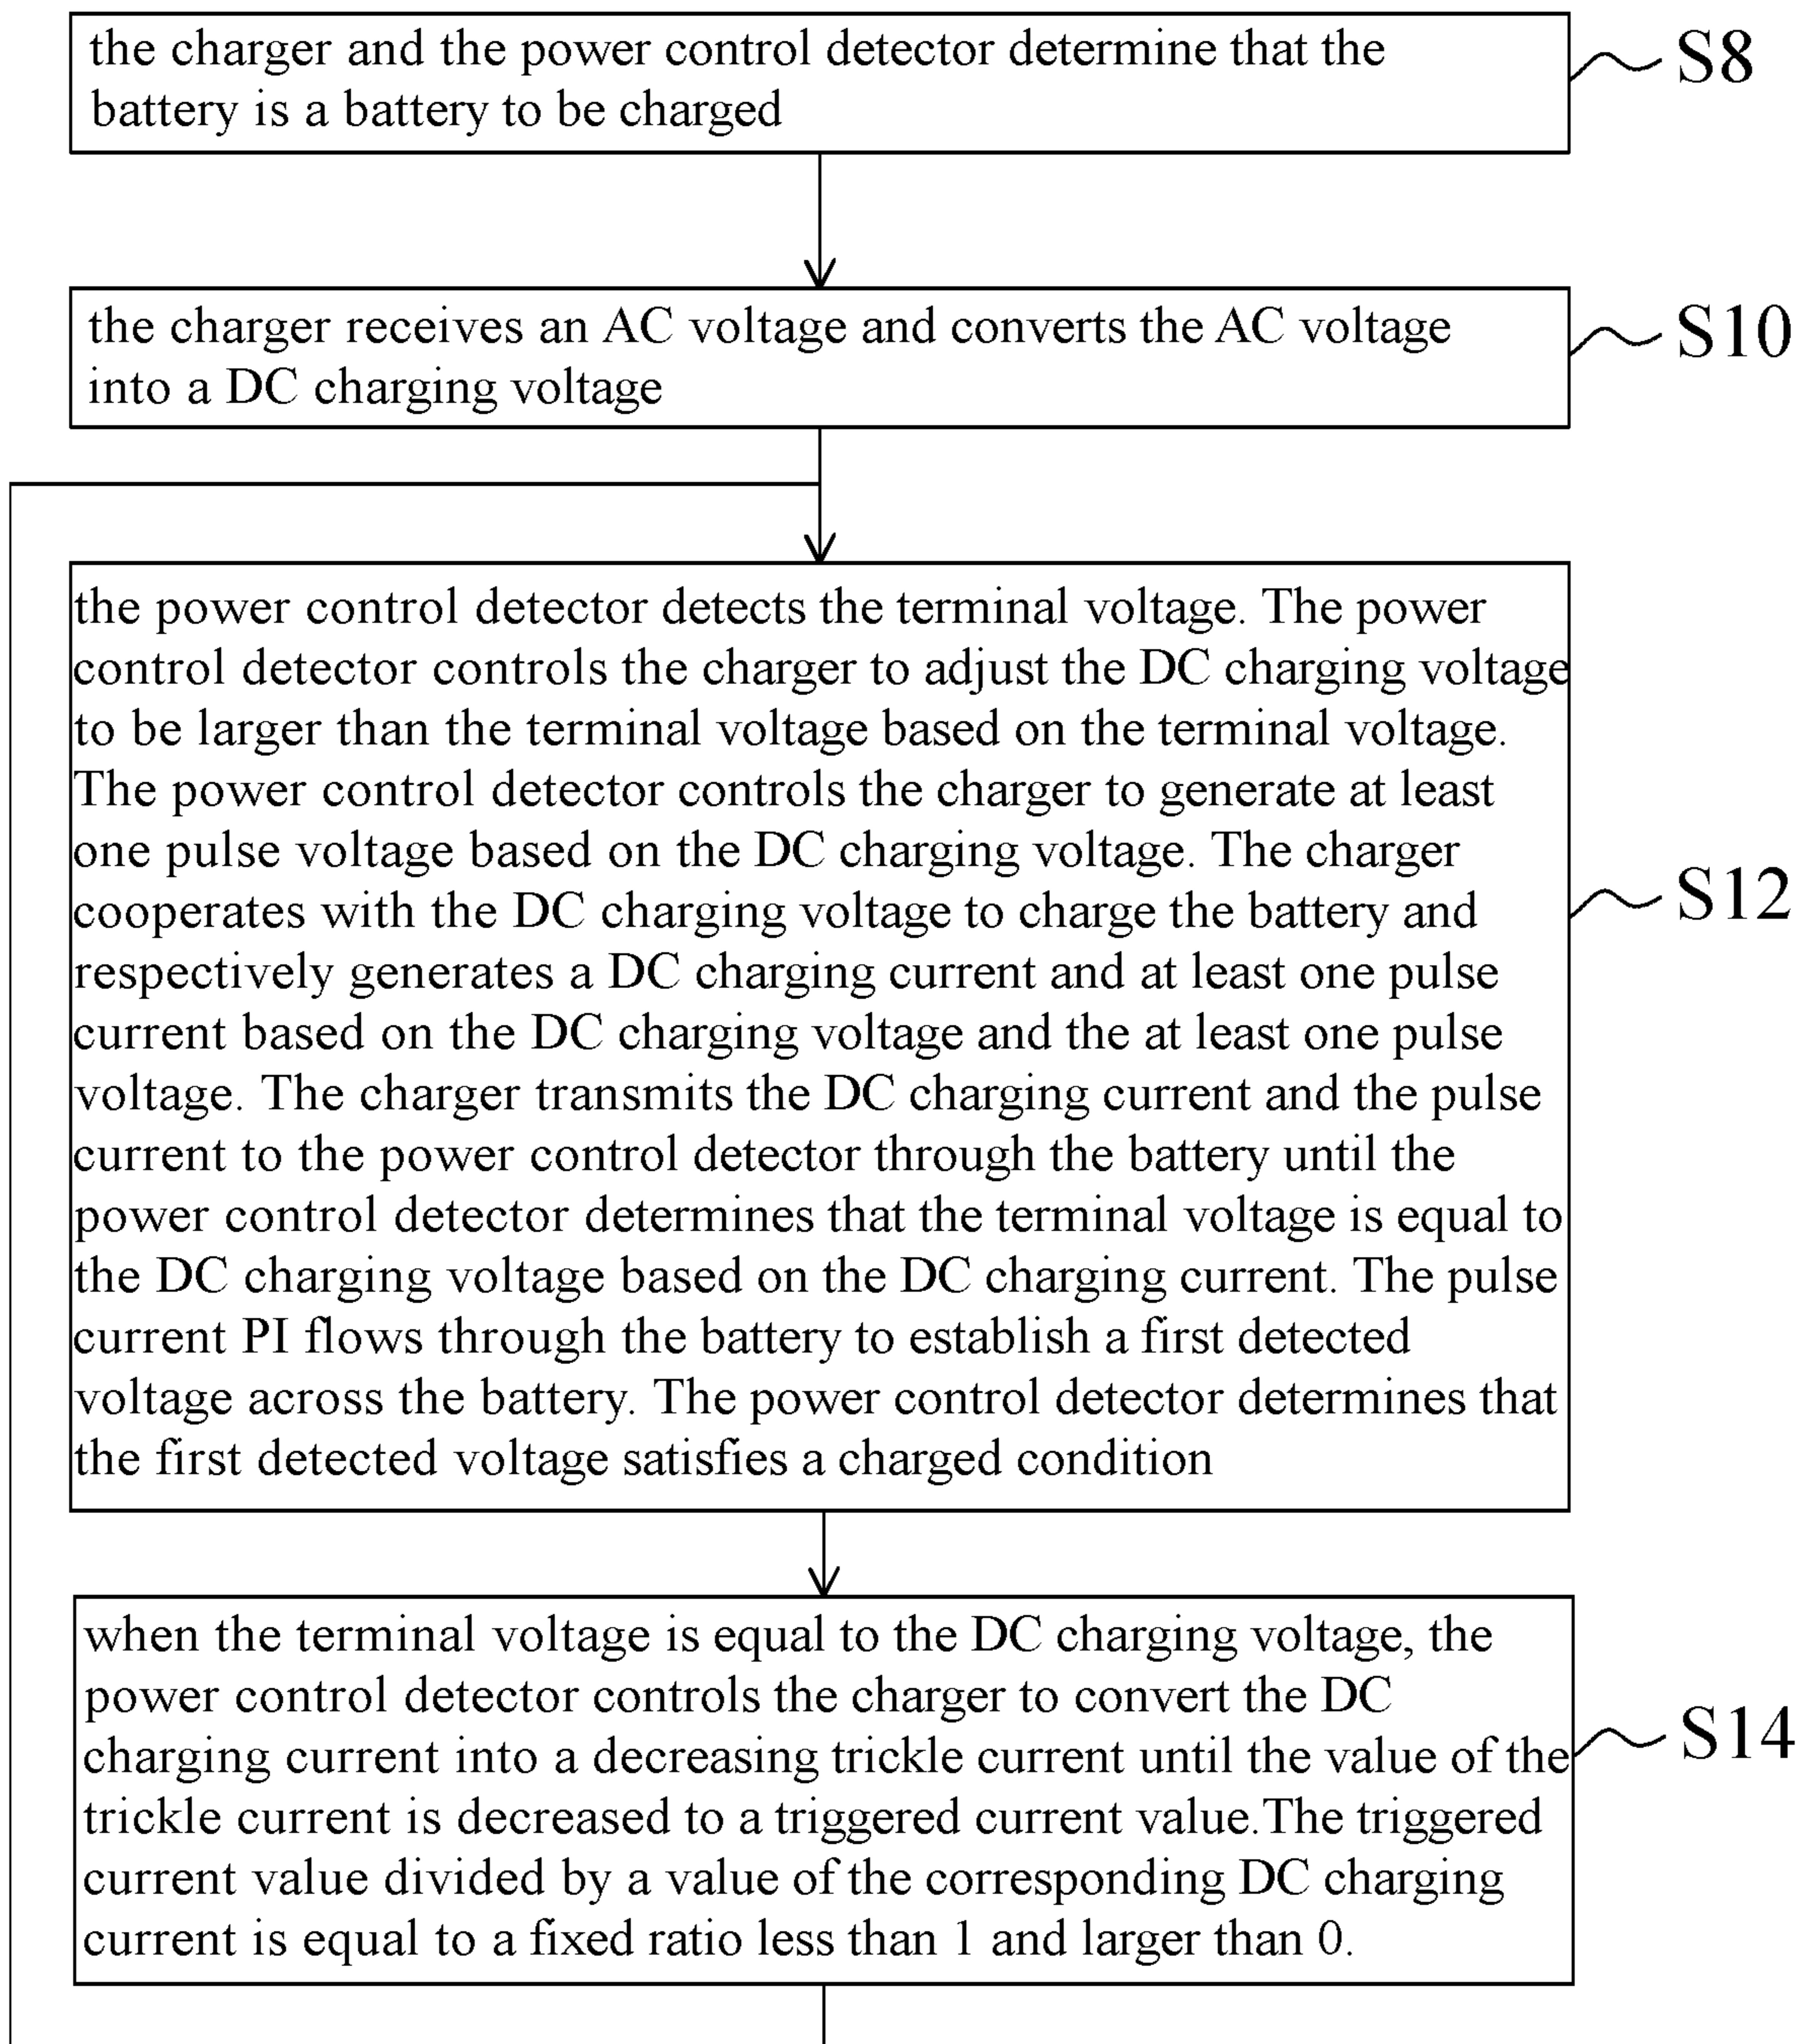 the charger and the power control detector determine that the
battery is a battery to be charged
S8
the charger receives an AC voltage and converts the AC voltage
into a DC charging voltage
S10
the power control detector detects the terminal voltage. The power
control detector controls the charger to adjust the DC charging voltage
to be larger than the terminal voltage based on the terminal voltage.
The power control detector controls the charger to generate at least
one pulse voltage based on the DC charging voltage. The charger
cooperates with the DC charging voltage to charge the battery and
respectively generates a DC charging current and at least one pulse
current based on the DC charging voltage and the at least one pulse
voltage. The charger transmits the DC charging current and the pulse
current to the power control detector through the battery until the
power control detector determines that the terminal voltage is equal to
the DC charging voltage based on the DC charging current. The pulse
current PI flows through the battery to establish a first detected
voltage across the battery. The power control detector determines that
the first detected voltage satisfies a charged condition
S12
when the terminal voltage is equal to the DC charging voltage, the
power control detector controls the charger to convert the DC
charging current into a decreasing trickle current until the value of the
trickle current is decreased to a triggered current value.The triggered
current value divided by a value of the corresponding DC charging
current is equal to a fixed ratio less than 1 and larger than 0.
S14